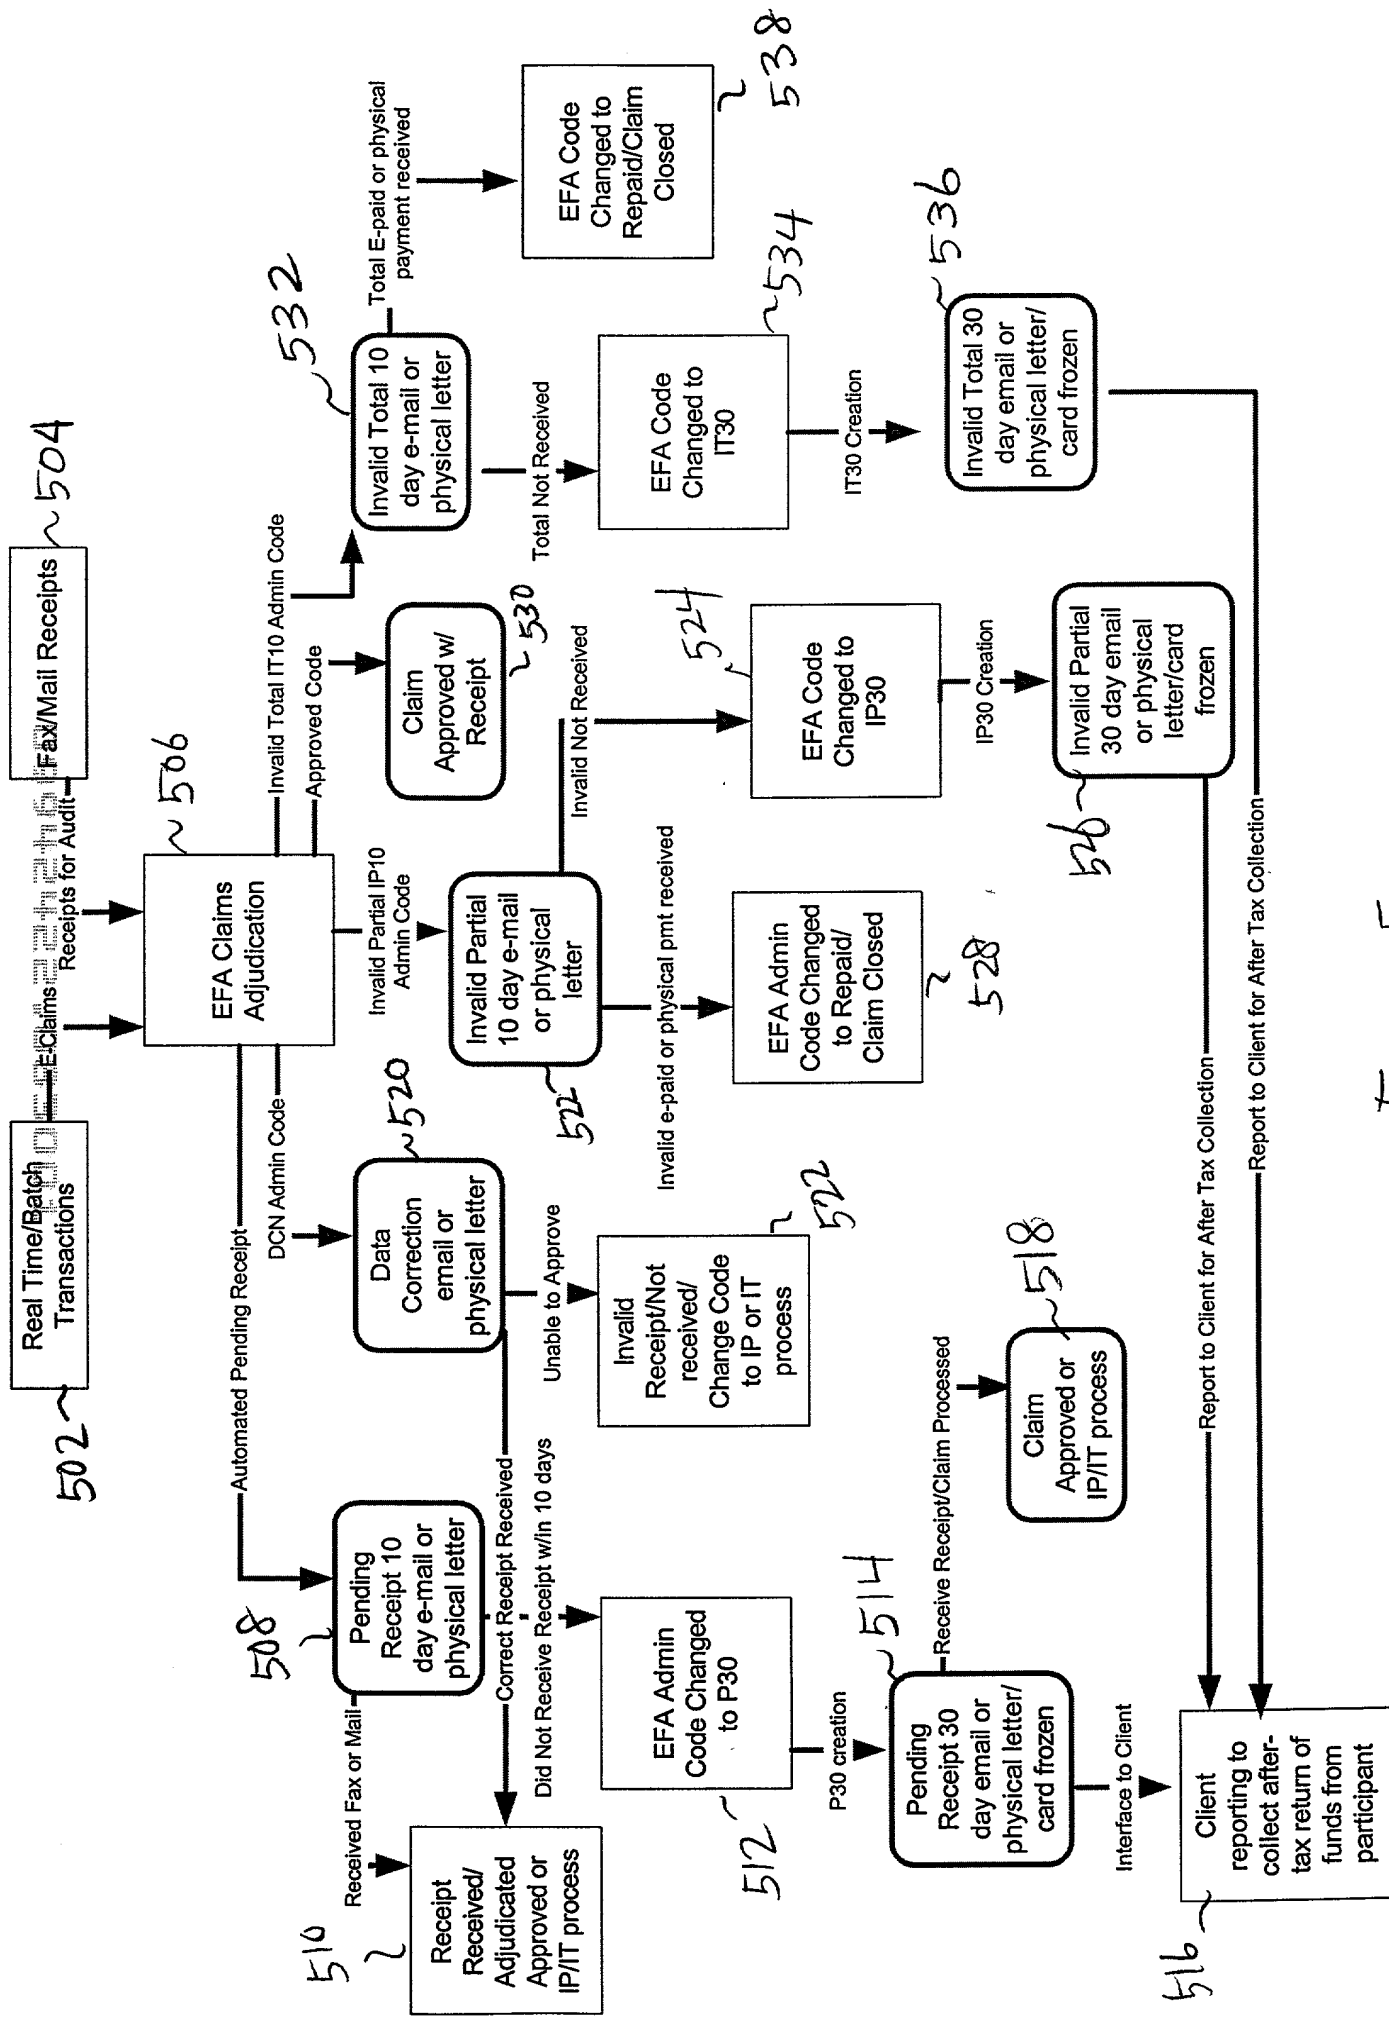 Real Time/Batch
Transactions
502
Fax/Mail Receipts
504
E-Claims
Receipts for Audit
EFA Claims
Adjudication
506
Automated Pending Receipt
DCN Admin Code
Invalid Partial IP10
Admin Code
Approved Code
Invalid Total IT10 Admin Code
508
Pending
Receipt 10
day e-mail or
physical letter
Data
Correction
email or
physical letter
520
Claim
Approved w/
Receipt
530
Invalid Total 10
day e-mail or
physical letter
532
Total E-paid or physical
payment received
Received Fax or Mail
510
Receipt
Received/
Adjudicated
Approved or
IP/IT process
Correct Receipt Received
Did Not Receive Receipt w/in 10 days
Unable to Approve
Invalid Partial
10 day e-mail
or physical
letter
522
Invalid Not Received
Total Not Received
EFA Code
Changed to
Repaid/Claim
Closed
538
EFA Admin
Code Changed
to P30
512
Invalid
Receipt/Not
received/
Change Code
to IP or IT
process
522
Invalid e-paid or physical pmt received
EFA Code
Changed to
IT30
534
P30 creation
EFA Admin
Code Changed
to Repaid/
Claim Closed
528
EFA Code
Changed to
IP30
524
IT30 Creation
Pending
Receipt 30
day email or
physical letter/
card frozen
514
Receive Receipt/Claim Processed
Claim
Approved or
IP/IT process
518
IP30 Creation
Invalid Total 30
day email or
physical letter/
card frozen
536
Interface to Client
Invalid Partial
30 day email
or physical
letter/card
frozen
526
Client
reporting to
collect after-
tax return of
funds from
participant
516
Report to Client for After Tax Collection
Report to Client for After Tax Collection